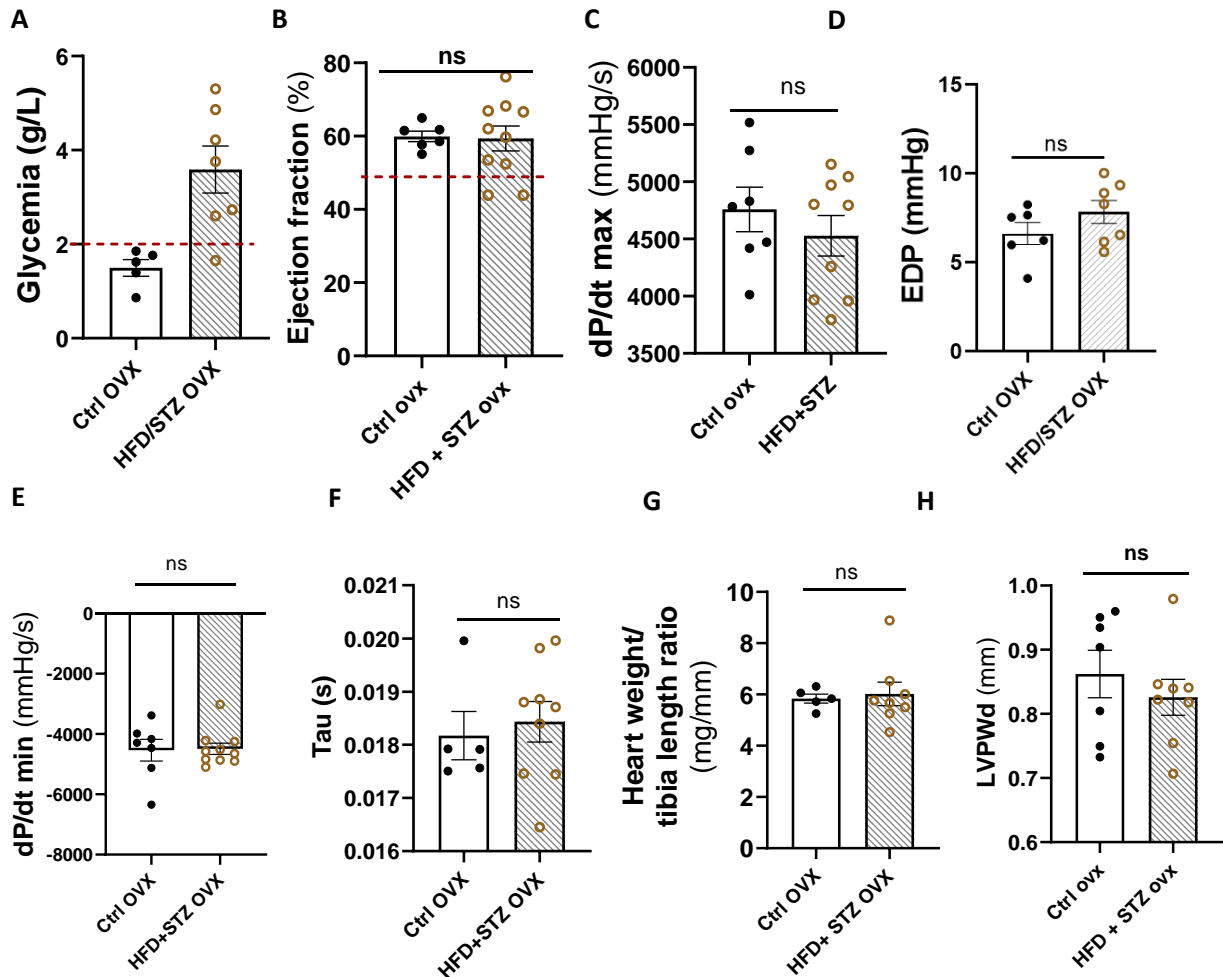 A
Glycemia (g/L)
6
4
2
0
Ctrl OVX
HFD/STZ OVX
B
Ejection fraction (%)
80
60
40
20
0
ns
Ctrl ovx
HFD + STZ ovx
C
dP/dt max (mmHg/s)
6000
5500
5000
4500
4000
3500
ns
Ctrl ovx
HFD+STZ
D
EDP (mmHg)
15
10
5
0
ns
Ctrl OVX
HFD/STZ OVX
E
dP/dt min (mmHg/s)
ns
0
-2000
-4000
-6000
-8000
Ctrl OVX
HFD+STZ OVX
F
Tau (s)
0.021
0.020
0.019
0.018
0.017
0.016
ns
Ctrl OVX
HFD+STZ OVX
G
Heart weight/
tibia length ratio
(mg/mm)
10
8
6
4
2
0
ns
Ctrl OVX
HFD+ STZ OVX
H
LVPWd (mm)
1.0
0.9
0.8
0.7
0.6
ns
Ctrl ovx
HFD + STZ ovx